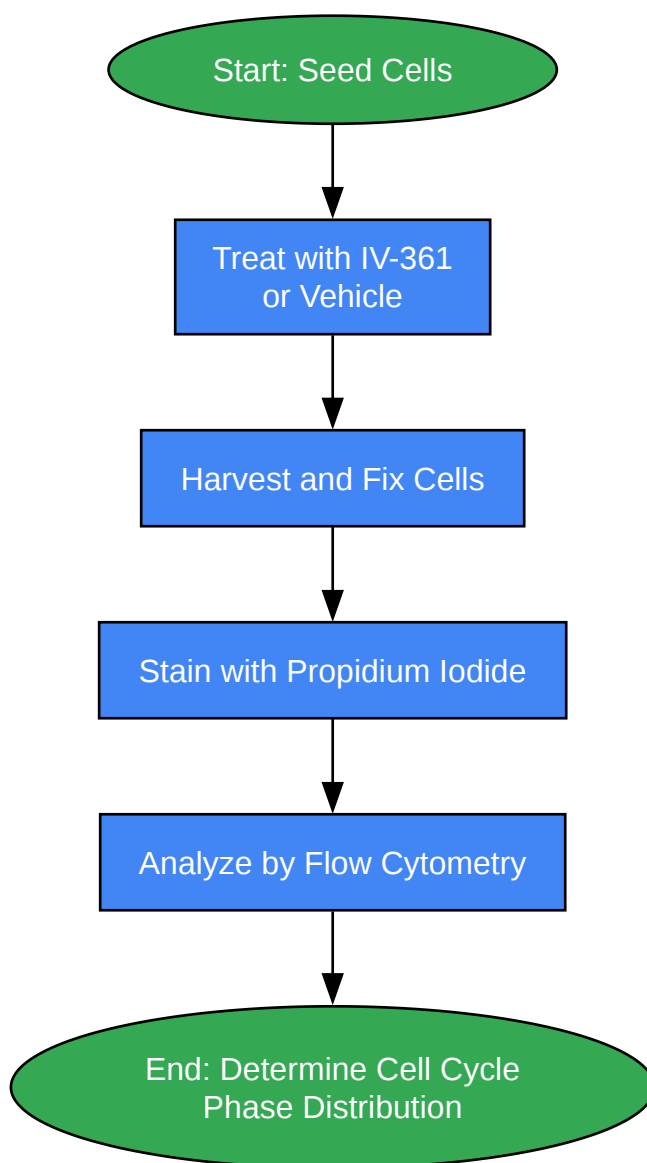 Start: Seed Cells
Treat with IV-361
or Vehicle
Harvest and Fix Cells
Stain with Propidium Iodide
Analyze by Flow Cytometry
End: Determine Cell Cycle
Phase Distribution